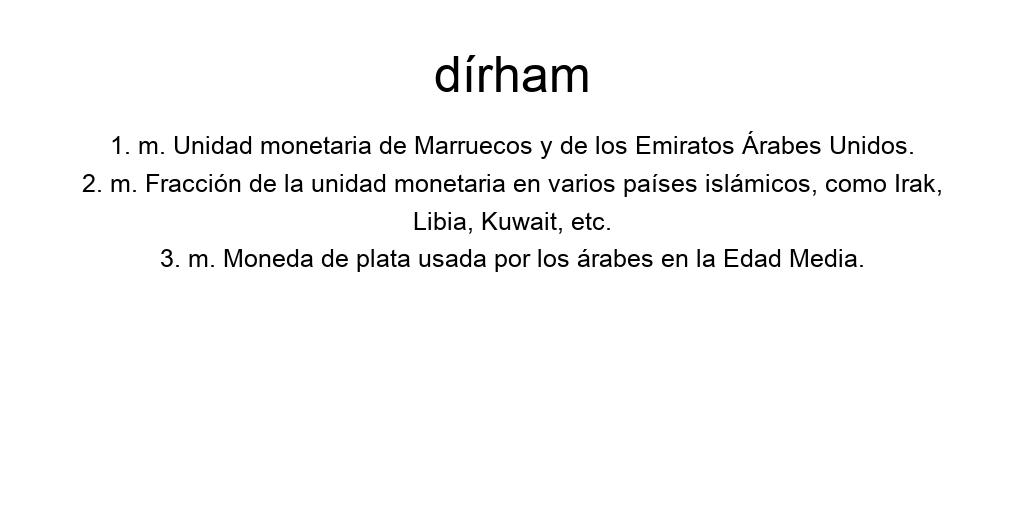 dírham
1. m. Unidad monetaria de Marruecos y de los Emiratos Árabes Unidos.
2. m. Fracción de la unidad monetaria en varios países islámicos, como Irak,
Libia, Kuwait, etc.
3. m. Moneda de plata usada por los árabes en la Edad Media.